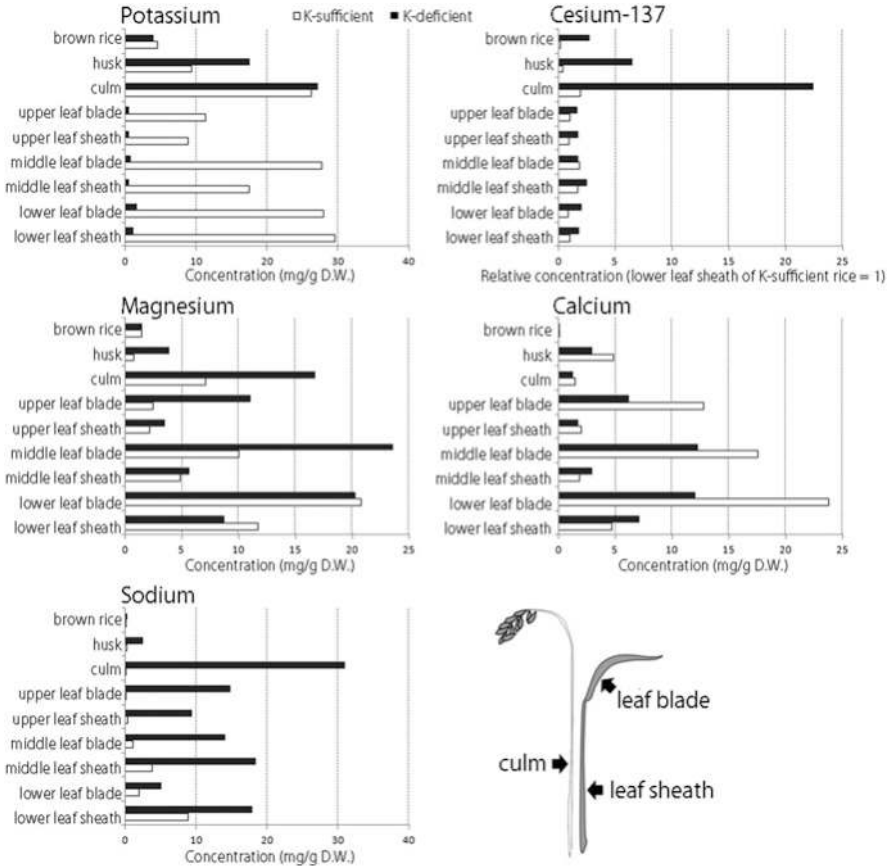 Potassium
□K-sufficient ■K-deficient
Cesium-137
brown rice
husk
culm
upper leaf blade
upper leaf sheath
middle leaf blade
middle leaf sheath
lower leaf blade
lower leaf sheath
0 10 20 30 40
Concentration (mg/g D.W.)
brown rice
husk
culm
upper leaf blade
upper leaf sheath
middle leaf blade
middle leaf sheath
lower leaf blade
lower leaf sheath
0 5 10 15 20 25
Relative concentration (lower leaf sheath of K-sufficient rice = 1)
Magnesium
brown rice
husk
culm
upper leaf blade
upper leaf sheath
middle leaf blade
middle leaf sheath
lower leaf blade
lower leaf sheath
0 5 10 15 20 25
Concentration (mg/g D.W.)
Calcium
brown rice
husk
culm
upper leaf blade
upper leaf sheath
middle leaf blade
middle leaf sheath
lower leaf blade
lower leaf sheath
0 5 10 15 20 25
Concentration (mg/g D.W.)
Sodium
brown rice
husk
culm
upper leaf blade
upper leaf sheath
middle leaf blade
middle leaf sheath
lower leaf blade
lower leaf sheath
0 10 20 30 40
Concentration (mg/g D.W.)
leaf blade
culm
leaf sheath